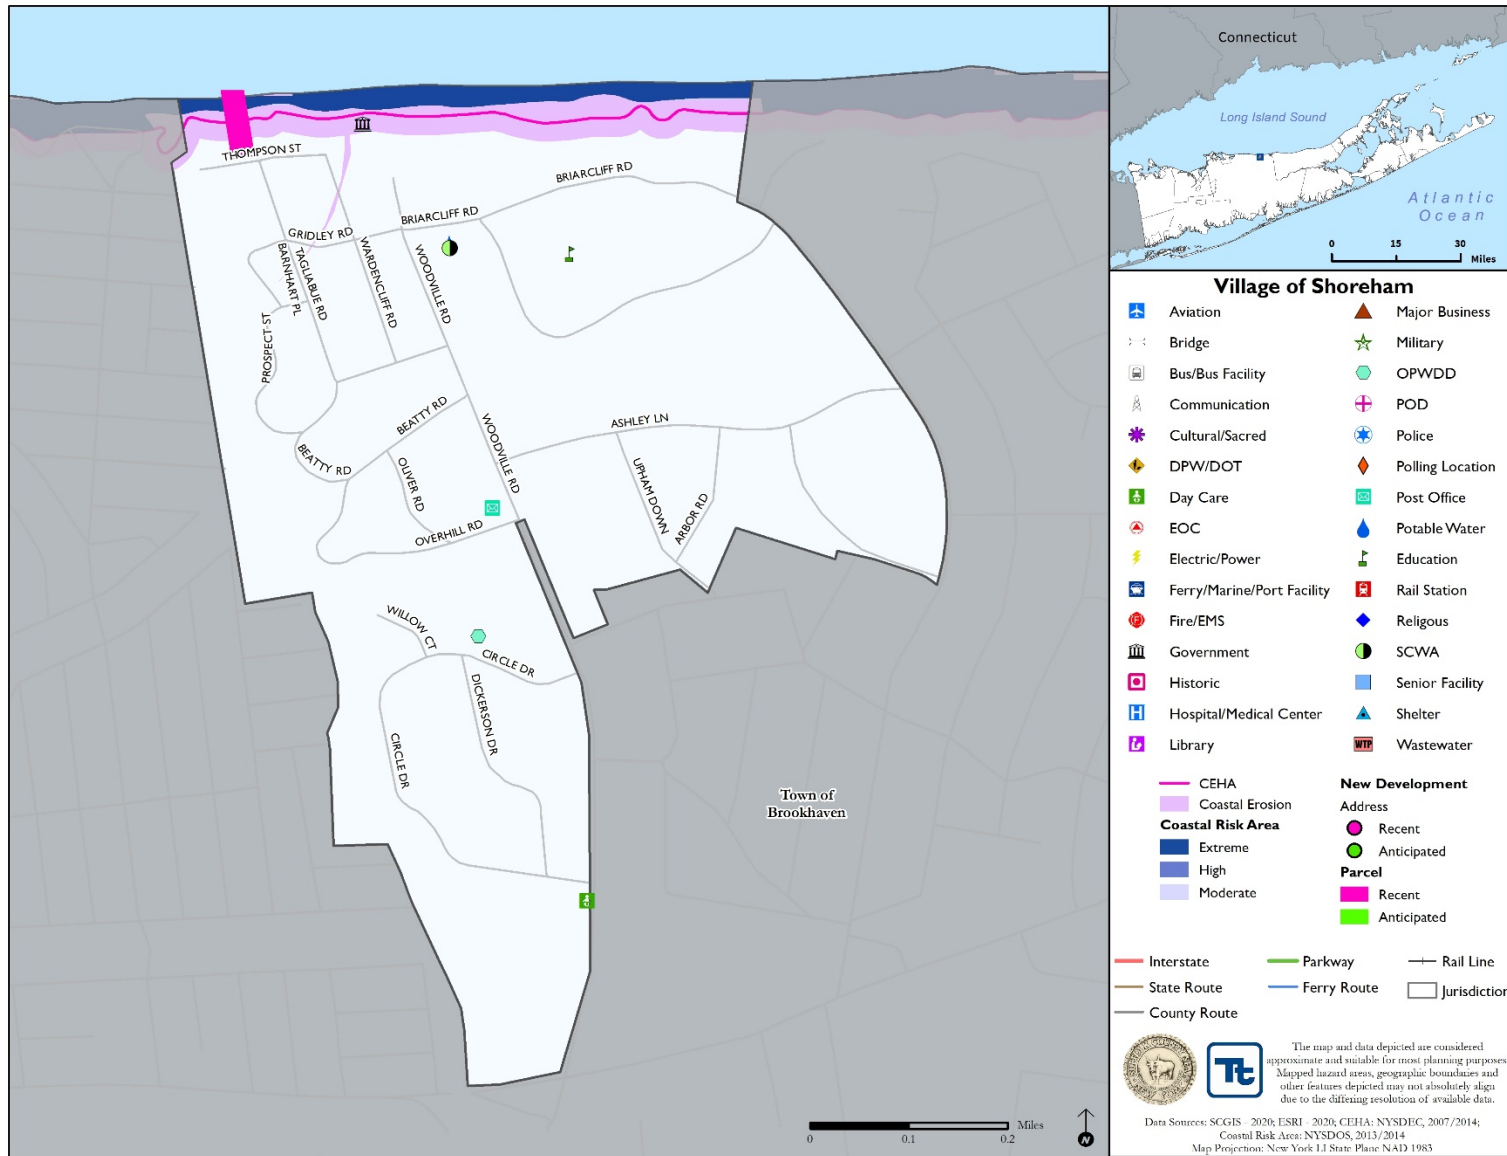 THOMPSON ST
BRIARCLIFF RD
BRIARCLIFF RD
GRIDLEY RD
BARNHART PL
TAGLIABUE RD
WARDENCLIFF RD
WOODVILLE RD
PROSPECT ST
BEATTY RD
BEATTY RD
OLIVER RD
WOODVILLE RD
ASHLEY LN
UPHAM DOWN
ARBOR RD
OVERHILL RD
WILLOW CT
CIRCLE DR
DICKERSON DR
CIRCLE DR
Town of
Brookhaven
0 0.1 0.2 Miles
N
Connecticut
Long Island Sound
Atlantic
Ocean
0 15 30
Miles
Village of Shoreham
Aviation
Bridge
Bus/Bus Facility
Communication
Cultural/Sacred
DPW/DOT
Day Care
EOC
Electric/Power
Ferry/Marine/Port Facility
Fire/EMS
Government
Historic
Hospital/Medical Center
Library
Major Business
Military
OPWDD
POD
Police
Polling Location
Post Office
Potable Water
Education
Rail Station
Religous
SCWA
Senior Facility
Shelter
WTP Wastewater
CEHA
Coastal Erosion
Coastal Risk Area
Extreme
High
Moderate
New Development
Address
Recent
Anticipated
Parcel
Recent
Anticipated
Interstate
State Route
County Route
Parkway
Ferry Route
Rail Line
Jurisdiction
Tt
The map and data depicted are considered
approximate and suitable for most planning purposes
Mapped hazard areas, geographic boundaries and
other features depicted may not absolutely align
due to the differing resolution of available data.
Data Sources: SCGIS - 2020; ESRI - 2020; CEHA: NYSDEC, 2007/2014;
Coastal Risk Area: NYSDOS, 2013/2014
Map Projection: New York LI State Plane NAD 1983